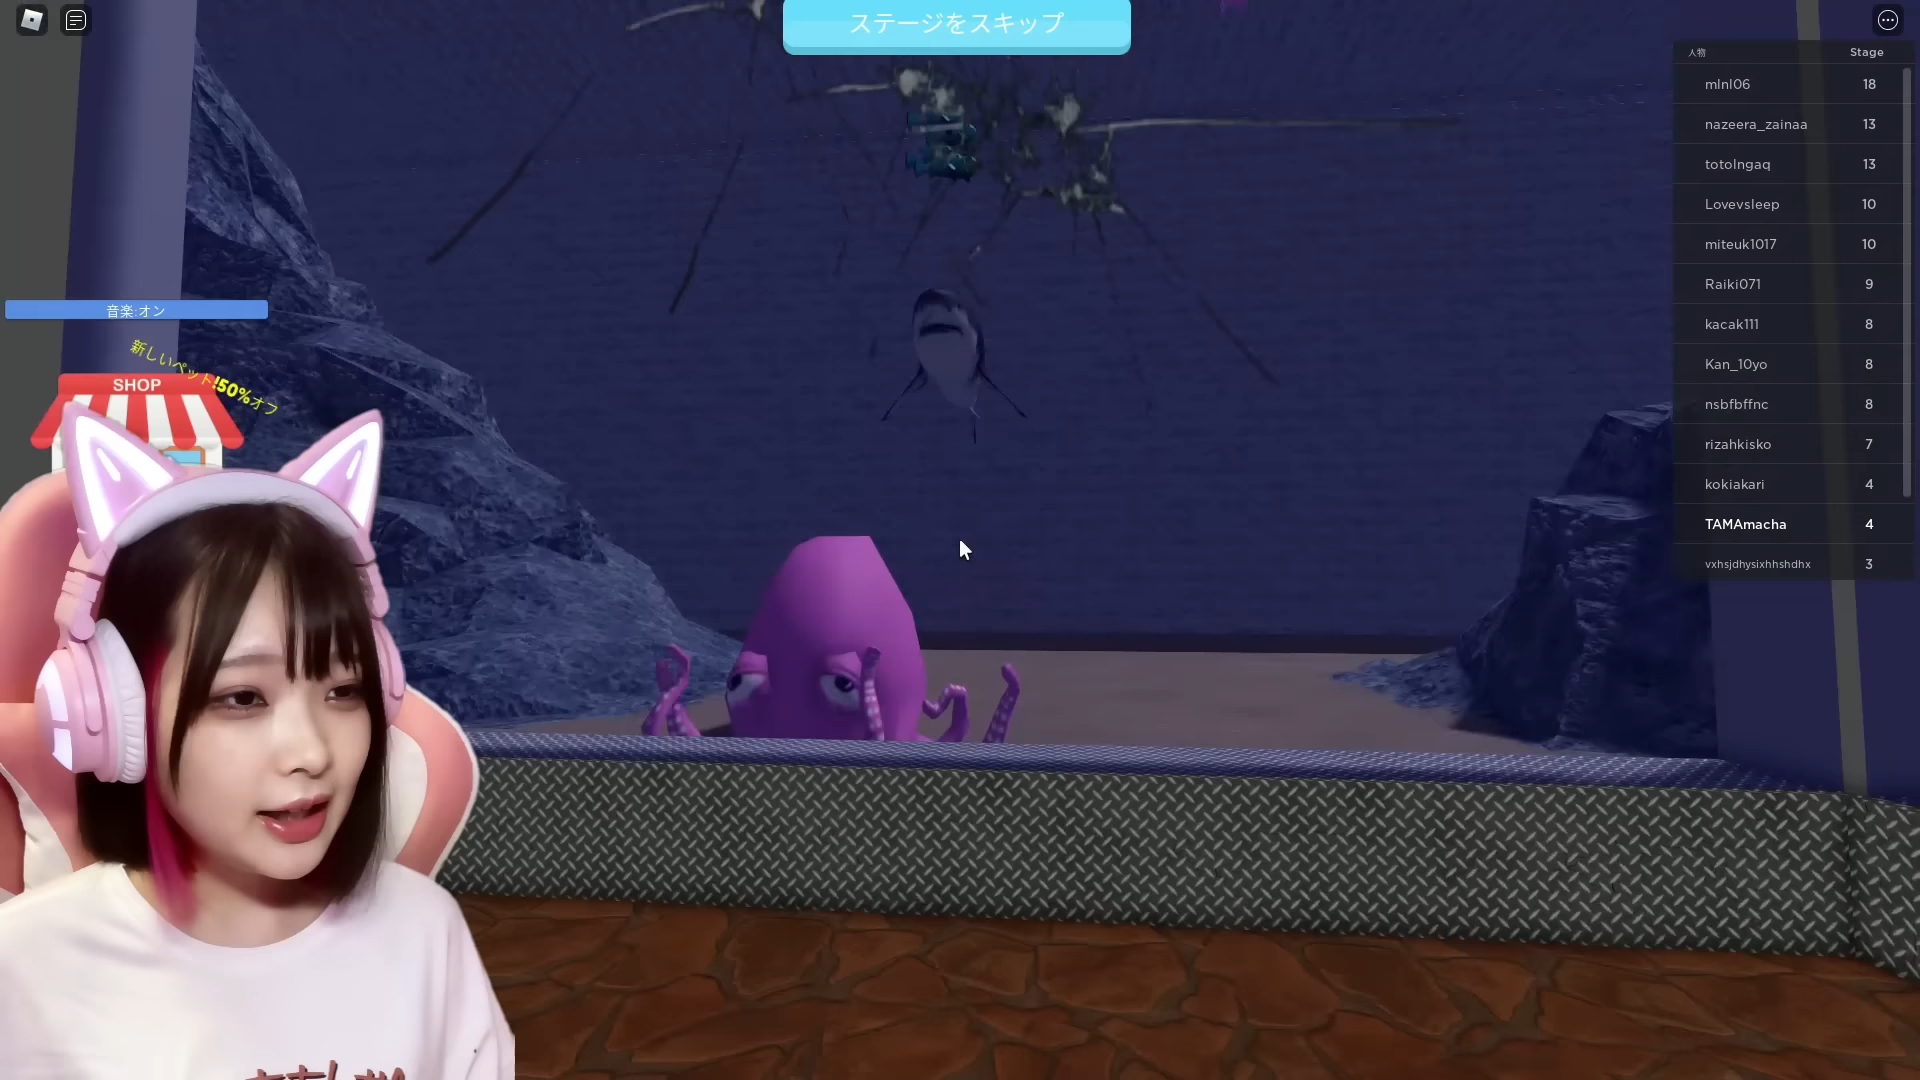 ステージをスキップ
人物 Stage
mlnl06 18
nazeera_zainaa 13
totolngaq 13
Lovevsleep 10
miteuk1017 10
Raiki071 9
kacak111 8
Kan_10yo 8
nsbfbffnc 8
rizahkisko 7
kokiakari 4
TAMAmacha 4
vxhsjdhysixhhshdhx 3
音楽:オン
新しいペット!50%オフ
SHOP